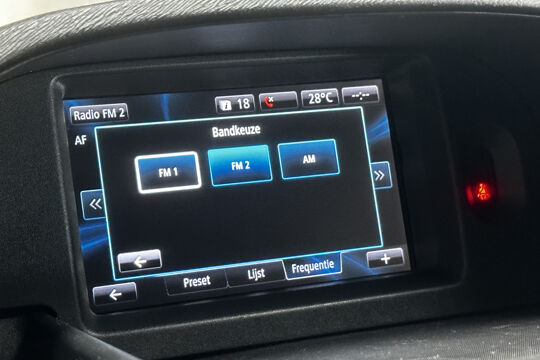 Radio FM 2
18
28°C
--:--
AF
Bandkeuze
FM 1
FM 2
AM
Preset
Lijst
Frequentie
+